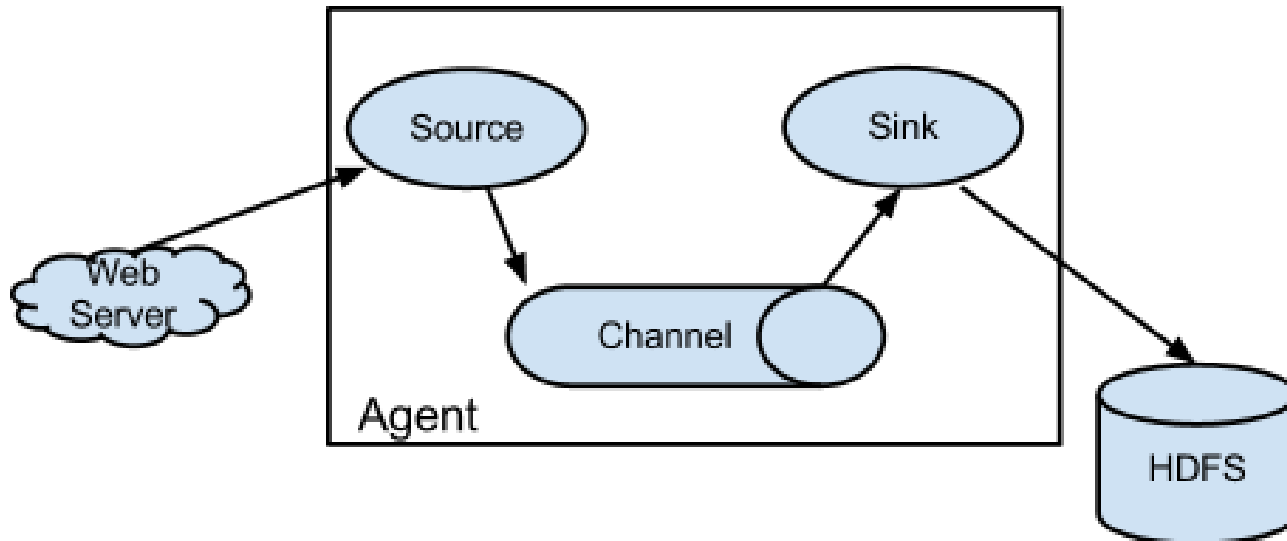 Source
Sink
Web
Server
Channel
Agent
HDFS